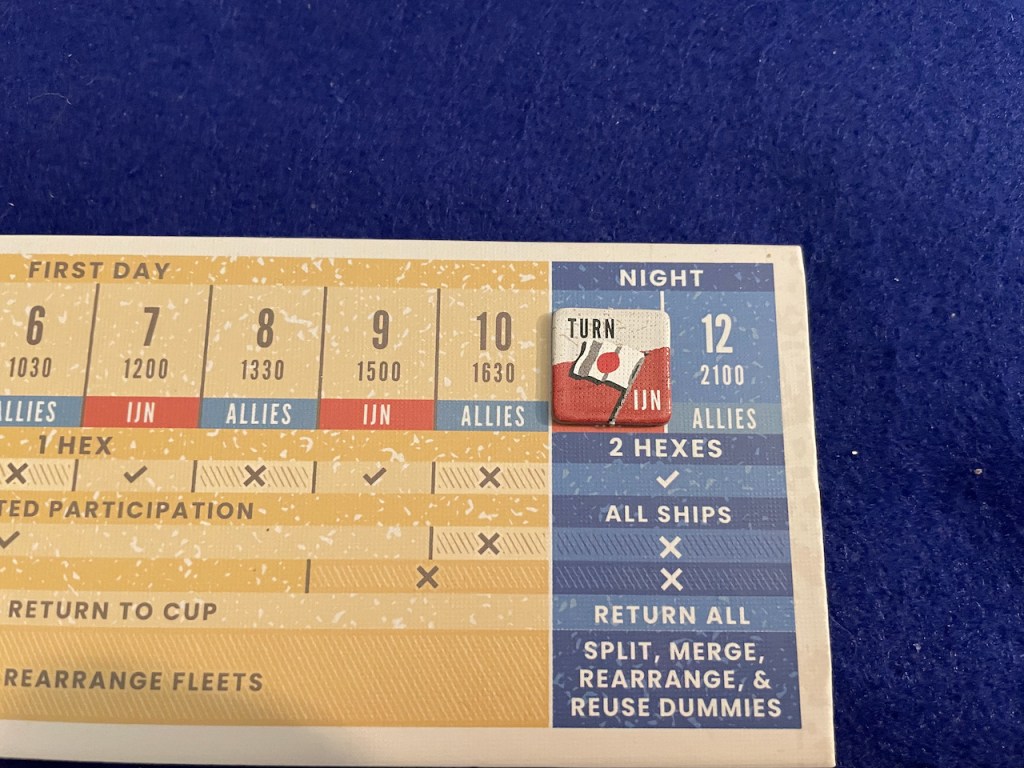 FIRST DAY
NIGHT
6 7 8 9 10 12
1030 1200 1330 1500 1630 2100
TURN
IJN
ALLIES IJN ALLIES IJN ALLIES ALLIES
1 HEX
2 HEXES
PARTICIPATION
ALL SHIPS
RETURN TO CUP
RETURN ALL
REARRANGE FLEETS
SPLIT, MERGE,
REARRANGE, &
REUSE DUMMIES